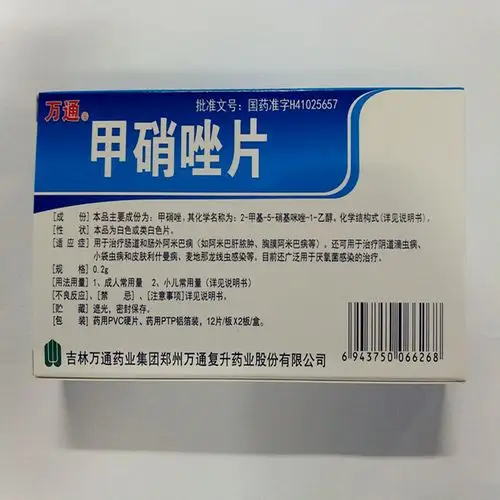 万通
批准文号：国药准字H41025657
甲硝唑片
[成　份] 本品主要成份为：甲硝唑，其化学名称为：2-甲基-5-硝基咪唑-1-乙醇，化学结构式(详见说明书)。
[性　状] 本品为白色或类白色片。
[适 应 症] 用于治疗肠道和肠外阿米巴病(如阿米巴肝脓肿、胸膜阿米巴病等)。还可用于治疗阴道滴虫病、
小袋虫病和皮肤利什曼病、麦地那龙线虫感染等。目前还广泛用于厌氧菌感染的治疗。
[规　格] 0.2g
[用法用量] 1、成人常用量 2、小儿常用量(详见说明书)
[不良反应]、[禁　忌]、[注意事项]详见说明书。
[贮　藏] 遮光，密封保存。
[包　装] 药用PVC硬片、药用PTP铝箔装，12片/板X2板/盒。
吉林万通药业集团郑州万通复升药业股份有限公司
6 943750 066268